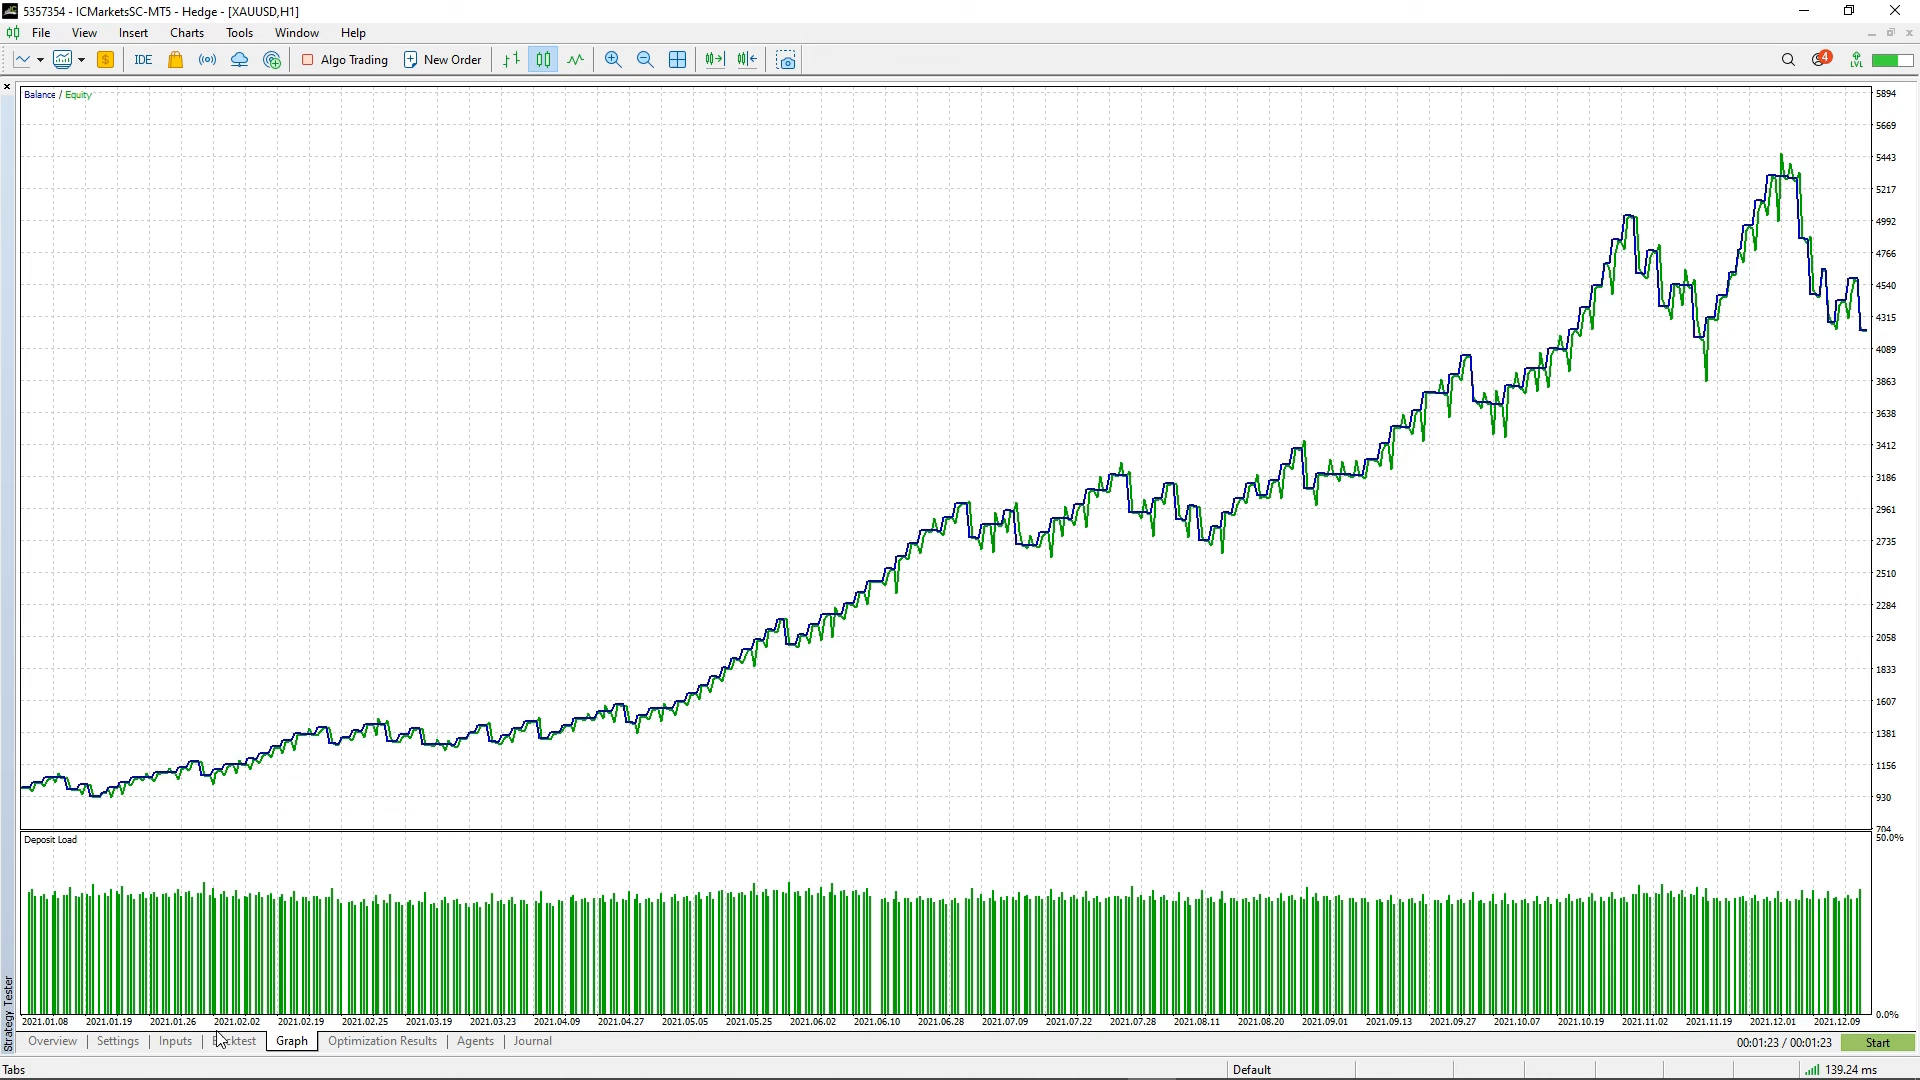 5357354 - ICMarketsSC-MT5 - Hedge - [XAUUSD,H1]
File View Insert Charts Tools Window Help
IDE Algo Trading New Order 4 LVL
Balance / Equity
5894
5669
5443
5217
4992
4766
4540
4315
4089
3863
3638
3412
3186
2961
2735
2510
2284
2058
1833
1607
1381
1156
930
704
Deposit Load
50.0%
0.0%
2021.01.08 2021.01.19 2021.01.26 2021.02.02 2021.02.19 2021.02.25 2021.03.19 2021.03.23 2021.04.09 2021.04.27 2021.05.05 2021.05.25 2021.06.02 2021.06.10 2021.06.28 2021.07.09 2021.07.22 2021.07.28 2021.08.11 2021.08.20 2021.09.01 2021.09.13 2021.09.27 2021.10.07 2021.10.19 2021.11.02 2021.11.19 2021.12.01 2021.12.09
Strategy Tester
Overview Settings Inputs Backtest Graph Optimization Results Agents Journal 00:01:23 / 00:01:23 Start
Tabs Default 139.24 ms